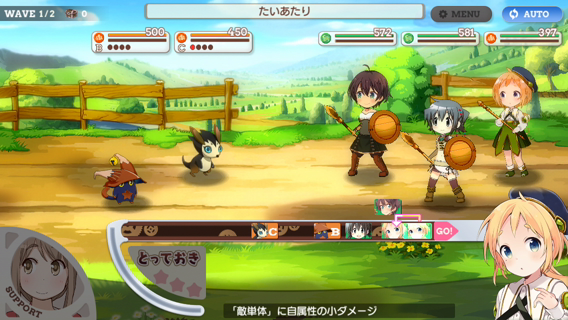 WAVE 1/2 0
たいあたり
MENU
AUTO
500
450
572
581
397
B
C
C
B
GO!
とっておき
SUPPORT
「敵単体」に自属性の小ダメージ